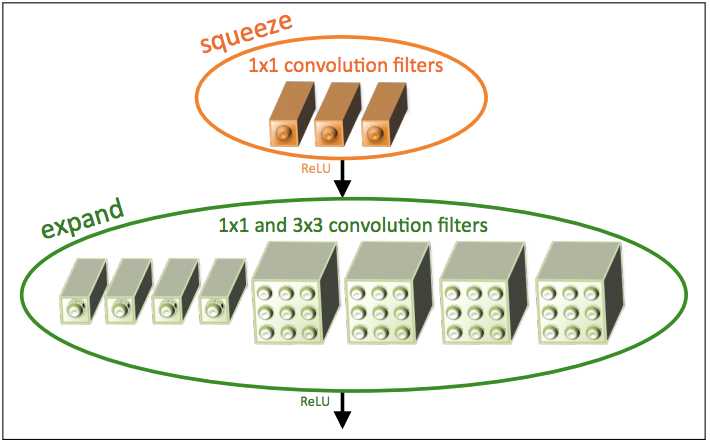 squeeze
1x1 convolution filters
ReLU
expand
1x1 and 3x3 convolution filters
ReLU